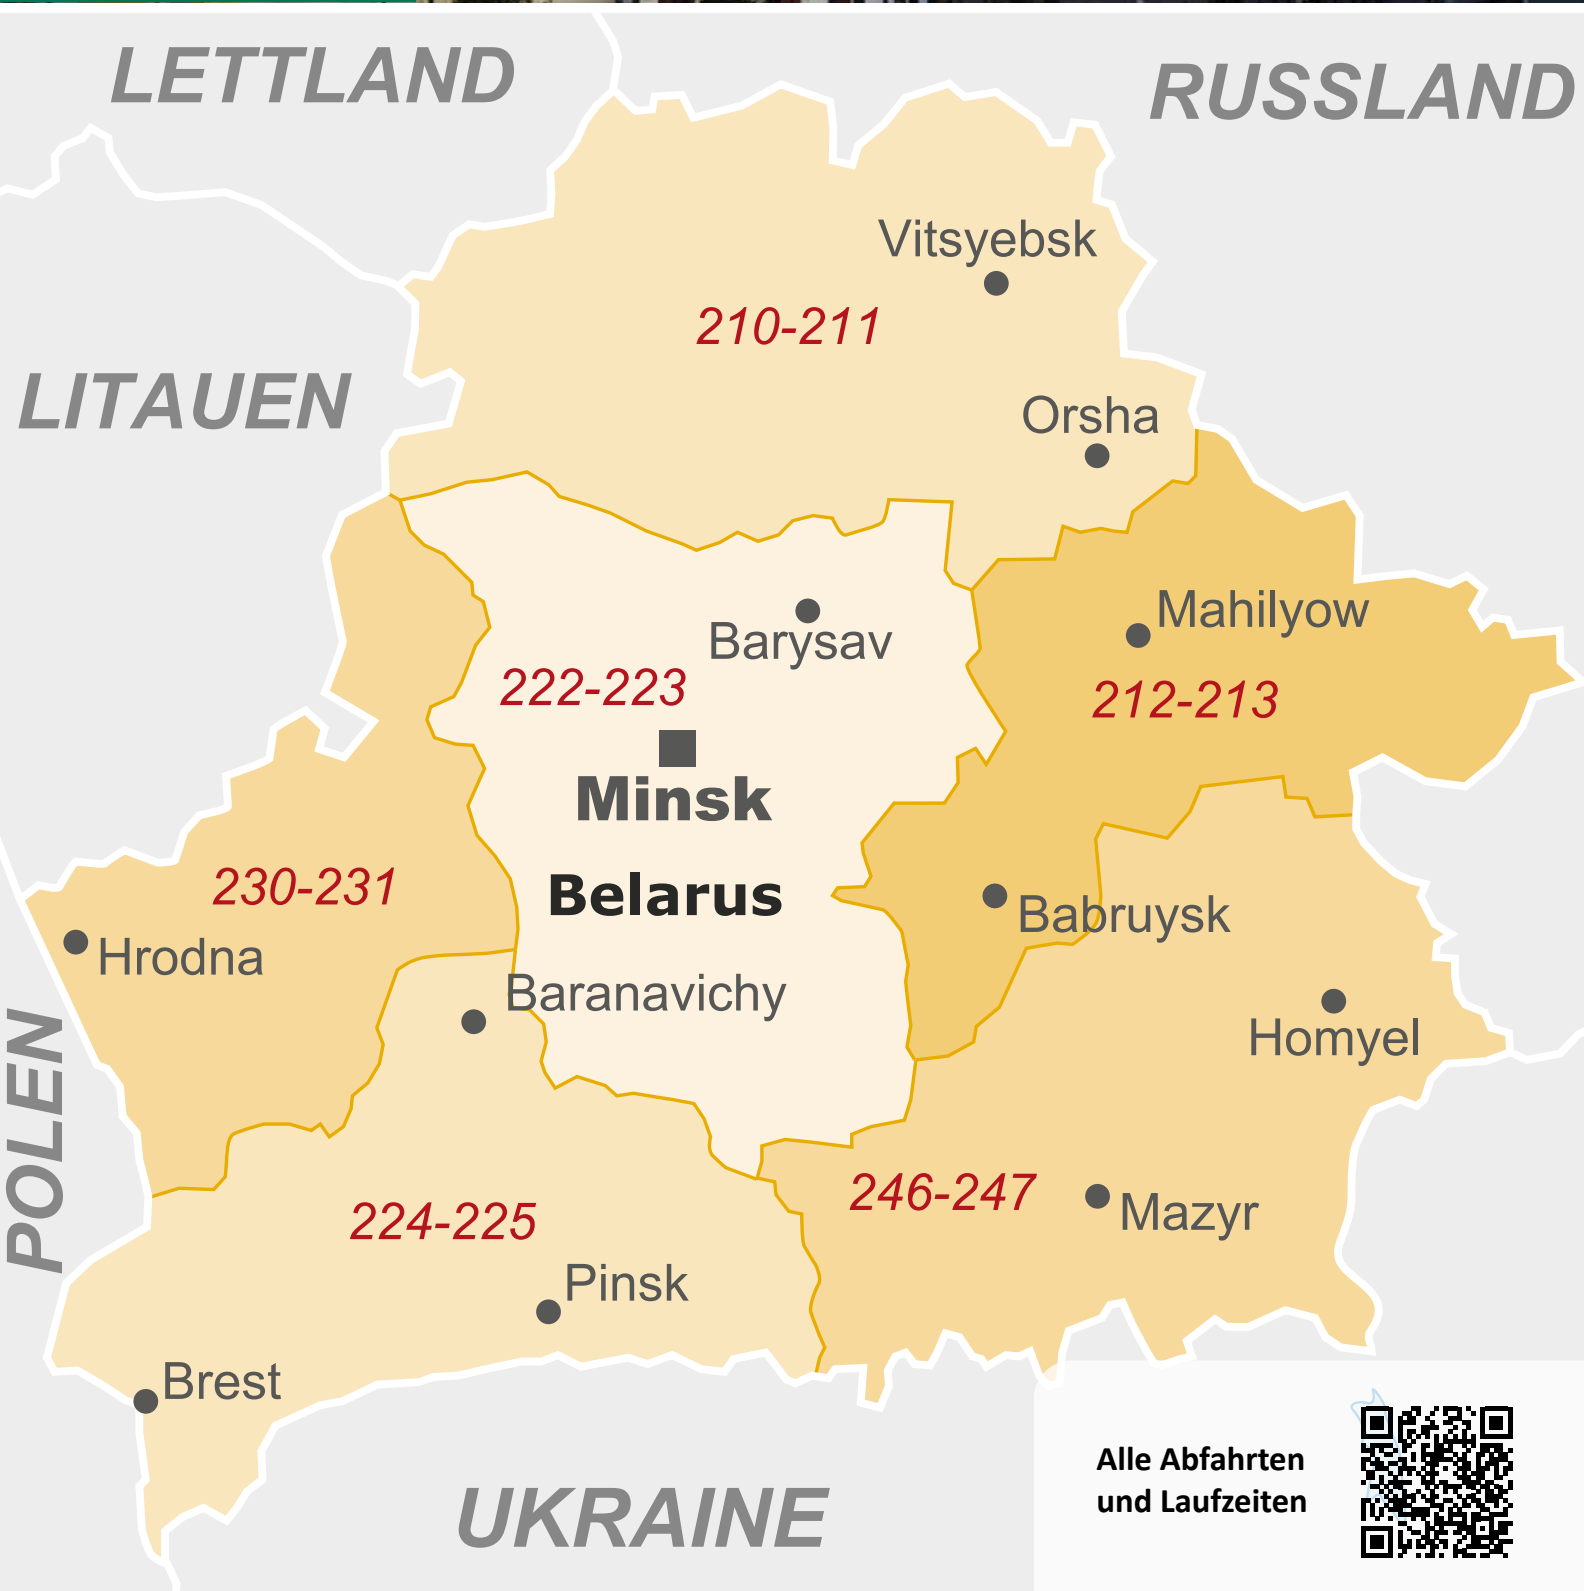 LETTLAND
RUSSLAND
Vitsyebsk
210-211
LITAUEN
Orsha
Mahilyow
Barysav
222-223
212-213
Minsk
230-231
Belarus
Babruysk
Hrodna
Baranavichy
Homyel
POLEN
246-247
Mazyr
224-225
Pinsk
Brest
Alle Abfahrten
und Laufzeiten
UKRAINE